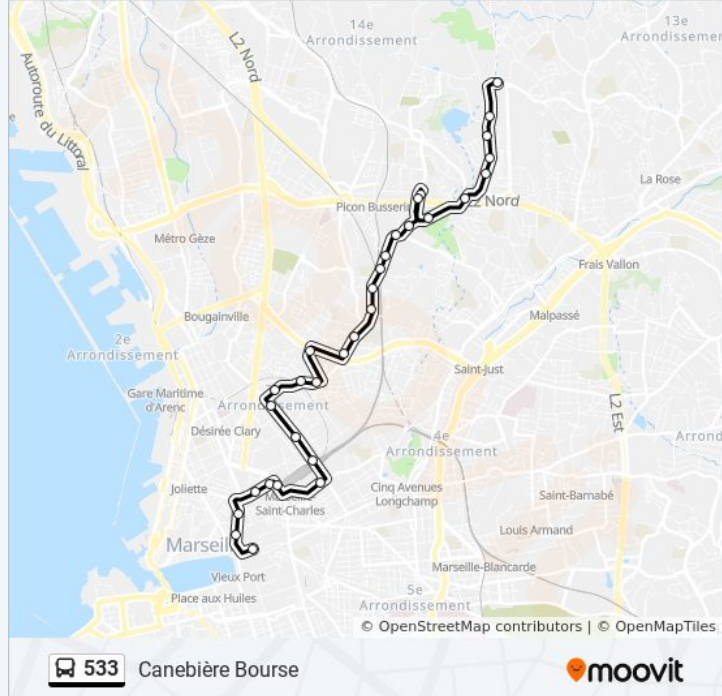 14e
Arrondissement
13e
Arrondissement
L2 Nord
Autoroute du Littoral
La Rose
Picon Busserin
L2 Nord
Métro Gèze
Frais Vallon
Bougainville
Malpassé
2e
Arrondissement
Saint-Just
Gare Maritime
d'Arenc
Arrondissement
L2 Est
Désirée Clary
4e
Arrondissement
Arrond
Joliette
Saint-Charles
Cinq Avenues
Longchamp
Saint-Barnabé
Louis Armand
Marseill
Vieux Port
Marseille-Blancarde
Place aux Huiles
5e
Arrondissement
© OpenStreetMap contributors | © OpenMapTiles
533 Canebière Bourse
moovit